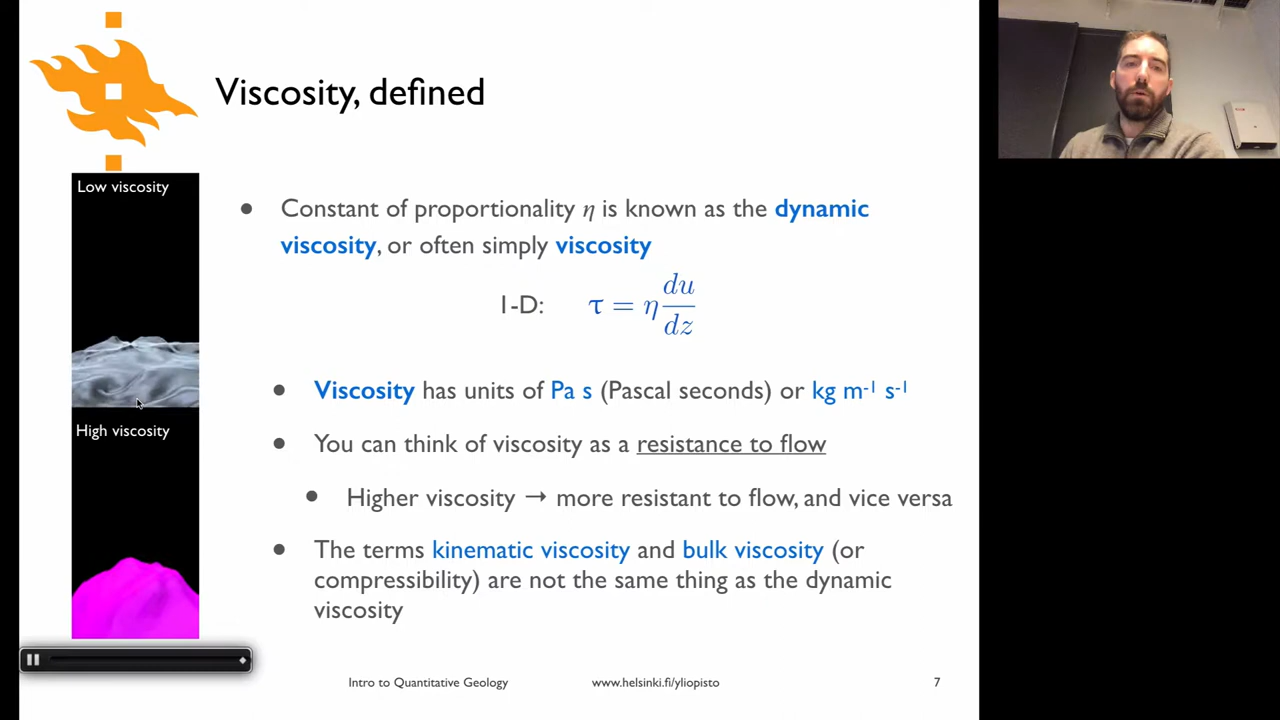 Viscosity, defined
Low viscosity
High viscosity
• Constant of proportionality η is known as the dynamic
viscosity, or often simply viscosity
1-D: τ = η du/dz
• Viscosity has units of Pa s (Pascal seconds) or kg m⁻¹ s⁻¹
• You can think of viscosity as a resistance to flow
• Higher viscosity → more resistant to flow, and vice versa
• The terms kinematic viscosity and bulk viscosity (or
compressibility) are not the same thing as the dynamic
viscosity
Intro to Quantitative Geology www.helsinki.fi/yliopisto 7